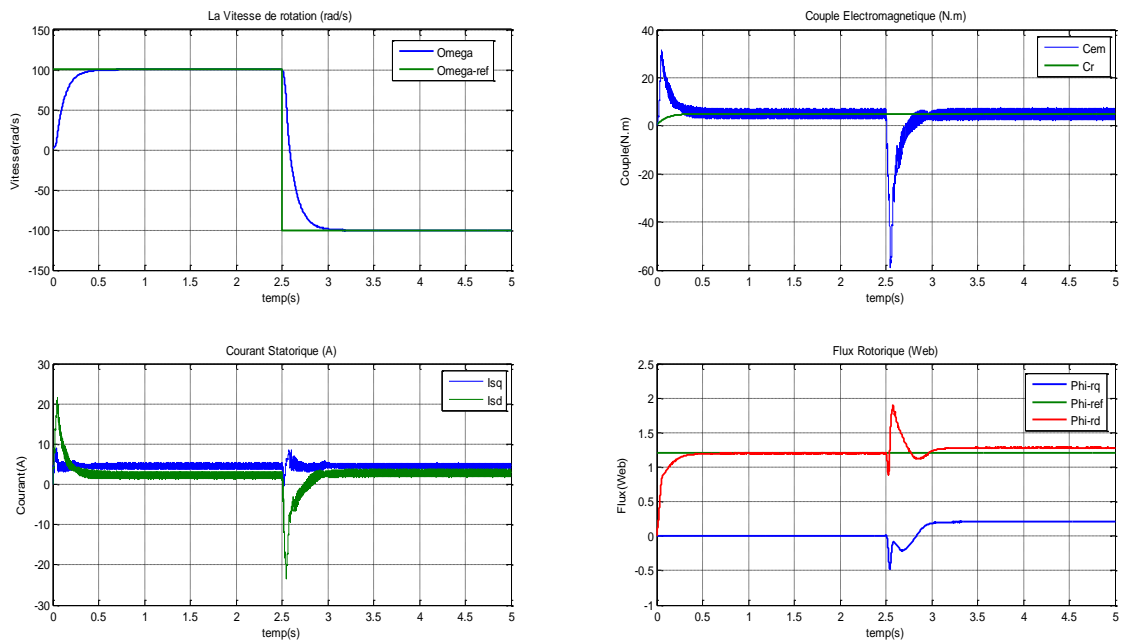 La Vitesse de rotation (rad/s)
150
100
50
0
-50
-100
-150
Vitesse(rad/s)
Omega
Omega-ref
0 0.5 1 1.5 2 2.5 3 3.5 4 4.5 5
temp(s)
Couple Electromagnetique (N.m)
40
20
0
-20
-40
-60
Couple(N.m)
Cem
Cr
0 0.5 1 1.5 2 2.5 3 3.5 4 4.5 5
temp(s)
Courant Statorique (A)
30
20
10
0
-10
-20
-30
Courant(A)
Isq
Isd
0 0.5 1 1.5 2 2.5 3 3.5 4 4.5 5
temp(s)
Flux Rotorique (Web)
2.5
2
1.5
1
0.5
0
-0.5
-1
Flux(Web)
Phi-rq
Phi-ref
Phi-rd
0 0.5 1 1.5 2 2.5 3 3.5 4 4.5 5
temp(s)